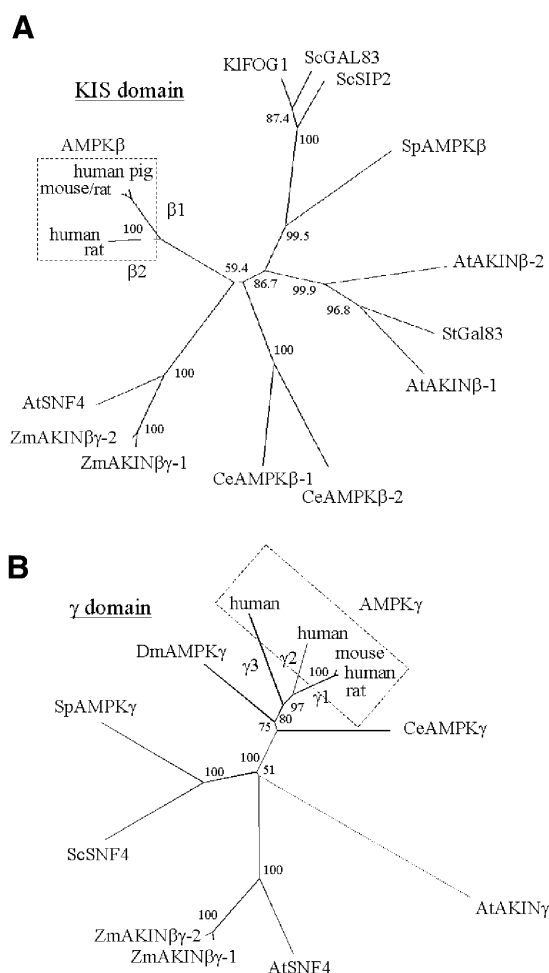 A
KIS domain
KlFOG1
ScGAL83
ScSIP2
87.4
100
AMPKβ
human pig
mouse/rat
β1
100
human
rat
β2
SpAMPKβ
99.5
59.4
86.7
99.9
AtAKINβ-2
96.8
StGal83
AtAKINβ-1
100
AtSNF4
100
ZmAKINβγ-2
100
ZmAKINβγ-1
CeAMPKβ-1
CeAMPKβ-2
B
γ domain
human
AMPKγ
human
DmAMPKγ
γ3
γ2
mouse
100
human
rat
γ1
97
80
75
SpAMPKγ
CeAMPKγ
100
100
51
ScSNF4
100
AtAKINγ
100
ZmAKINβγ-2
ZmAKINβγ-1
AtSNF4